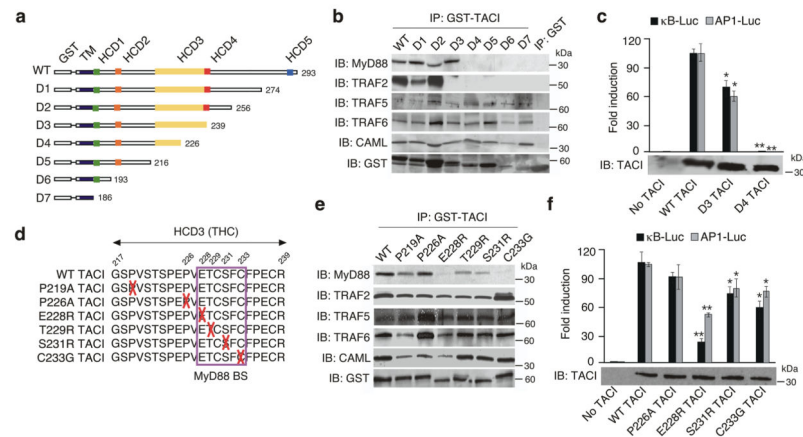 a
GST
TM
HCD1
HCD2
HCD3
HCD4
HCD5
WT
293
D1
274
D2
256
D3
239
D4
226
D5
216
D6
193
D7
186
b
IP: GST-TACI
WT D1 D2 D3 D4 D5 D6 D7 IP: GST
kDa
IB: MyD88
30
IB: TRAF2
IB: TRAF5
60
IB: TRAF6
60
IB: CAML
30
IB: GST
60
c
κB-Luc AP1-Luc
Fold induction
120
90
60
30
0
* *
** **
kDa
IB: TACI
30
No TACI WT TACI D3 TACI D4 TACI
d
HCD3 (THC)
217 226 228 229 231 233 239
WT TACI GSPVSTSPEPVETCSFCFPECR
P219A TACI GSPVSTSPEPVETCSFCFPECR
P226A TACI GSPVSTSPEPVETCSFCFPECR
E228R TACI GSPVSTSPEPVETCSFCFPECR
T229R TACI GSPVSTSPEPVETCSFCFPECR
S231R TACI GSPVSTSPEPVETCSFCFPECR
C233G TACI GSPVSTSPEPVETCSFCFPECR
MyD88 BS
e
IP: GST-TACI
WT P219A P226A E228R T229R S231R C233G
kDa
IB: MyD88
30
IB: TRAF2
60
IB: TRAF5
60
IB: TRAF6
60
IB: CAML
30
IB: GST
60
f
κB-Luc AP1-Luc
Fold induction
120
90
60
30
0
** **
* *
* *
kDa
IB: TACI
30
No TACI WT TACI P226A TACI E228R TACI S231R TACI C233G TACI